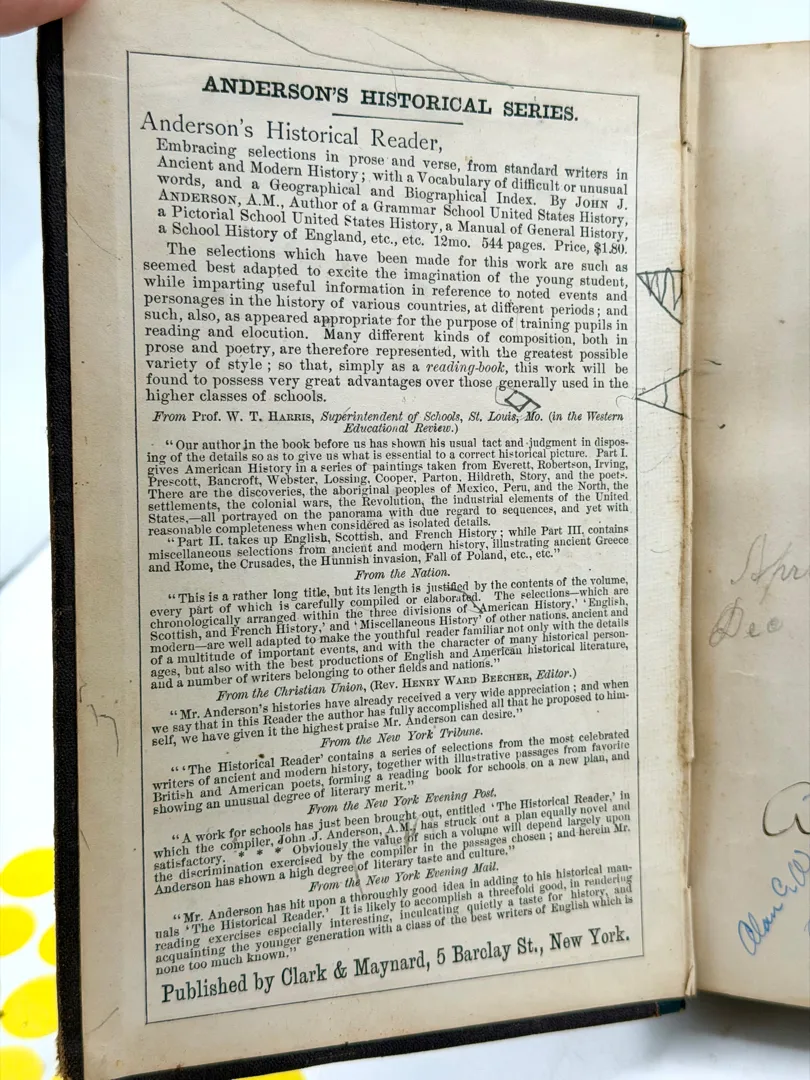 ANDERSON'S HISTORICAL SERIES.
Anderson's Historical Reader,
Embracing selections in prose and verse, from standard writers in
Ancient and Modern History; with a Vocabulary of difficult or unusual
words, and a Geographical and Biographical Index. By JOHN J.
ANDERSON, A.M., Author of a Grammar School United States History,
a Pictorial School United States History, a Manual of General History,
a School History of England, etc., etc. 12mo. 544 pages. Price, $1.80.
The selections which have been made for this work are such as
seemed best adapted to excite the imagination of the young student,
while imparting useful information in reference to noted events and
personages in the history of various countries, at different periods; and
such, also, as appeared appropriate for the purpose of training pupils in
reading and elocution. Many different kinds of composition, both in
prose and poetry, are therefore represented, with the greatest possible
variety of style; so that, simply as a reading-book, this work will be
found to possess very great advantages over those generally used in the
higher classes of schools.
From Prof. W. T. HARRIS, Superintendent of Schools, St. Louis, Mo. (in the Western
Educational Review.)
"Our author in the book before us has shown his usual tact and judgment in dispos-
ing of the details so as to give us what is essential to a correct historical picture. Part I.
gives American History in a series of paintings taken from Everett, Robertson, Irving,
Prescott, Bancroft, Webster, Lossing, Cooper, Parton, Hildreth, Story, and the poets.
There are the discoveries, the aboriginal peoples of Mexico, Peru, and the North, the
settlements, the colonial wars, the Revolution, the industrial elements of the United
States,—all portrayed on the panorama with due regard to sequences, and yet with
reasonable completeness when considered as isolated details.
"Part II. takes up English, Scottish, and French History; while Part III. contains
miscellaneous selections from ancient and modern history, illustrating ancient Greece
and Rome, the Crusades, the Hunnish invasion, Fall of Poland, etc., etc."
From the Nation.
"This is a rather long title, but its length is justified by the contents of the volume,
every part of which is carefully compiled or elaborated. The selections—which are
chronologically arranged within the three divisions of 'American History,' 'English,
Scottish, and French History,' and 'Miscellaneous History' of other nations, ancient and
modern—are well adapted to make the youthful reader familiar not only with the details
of a multitude of important events, and with the character of many historical person-
ages, but also with the best productions of English and American historical literature,
and a number of writers belonging to other fields and nations."
From the Christian Union, (Rev. HENRY WARD BEECHER, Editor.)
"Mr. Anderson's histories have already received a very wide appreciation; and when
we say that in this Reader the author has fully accomplished all that he proposed to him-
self, we have given it the highest praise Mr. Anderson can desire."
From the New York Tribune.
"'The Historical Reader' contains a series of selections from the most celebrated
writers of ancient and modern history, together with illustrative passages from favorite
British and American poets, forming a reading book for schools on a new plan, and
showing an unusual degree of literary merit."
From the New York Evening Post.
"A work for schools has just been brought out, entitled 'The Historical Reader,' in
which the compiler, John J. Anderson, A.M., has struck out a plan equally novel and
satisfactory. * * * Obviously the value of such a volume will depend largely upon
the discrimination exercised by the compiler in the passages chosen; and herein Mr.
Anderson has shown a high degree of literary taste and culture."
From the New York Evening Mail.
"Mr. Anderson has hit upon a thoroughly good idea in adding to his historical man-
uals 'The Historical Reader.' It is likely to accomplish a threefold good, in rendering
reading exercises especially interesting, inculcating quietly a taste for history, and
acquainting the younger generation with a class of the best writers of English which is
none too much known."
Published by Clark & Maynard, 5 Barclay St., New York.
Apr
Dec
Alan E.